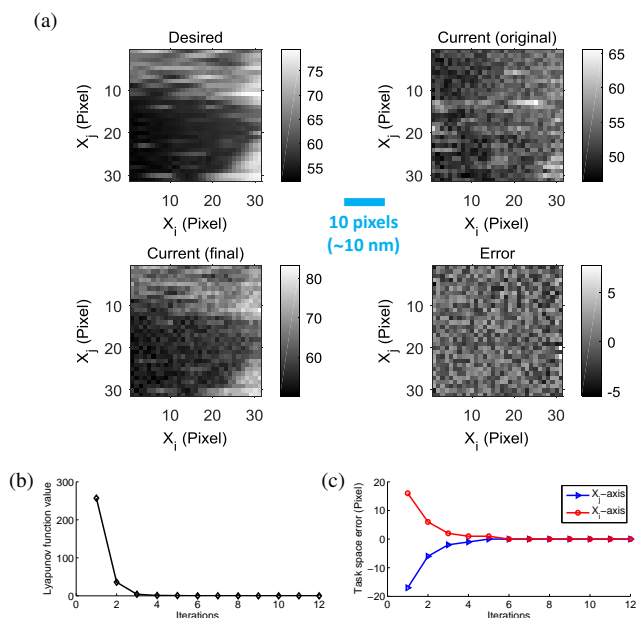 (a)
Desired
Current (original)
10
20
30
10 20 30
X_j (Pixel)
X_i (Pixel)
75
70
65
60
55
10
20
30
10 20 30
X_j (Pixel)
X_i (Pixel)
65
60
55
50
10 pixels
(~10 nm)
Current (final)
Error
10
20
30
10 20 30
X_j (Pixel)
X_i (Pixel)
80
70
60
10
20
30
10 20 30
X_j (Pixel)
X_i (Pixel)
5
0
-5
(b)
300
200
100
0
2 4 6 8 10 12
Lyapunov function value
Iterations
(c)
20
10
0
−10
−20
2 4 6 8 10 12
Task space error (Pixel)
Iterations
X_j−axis
X_i−axis